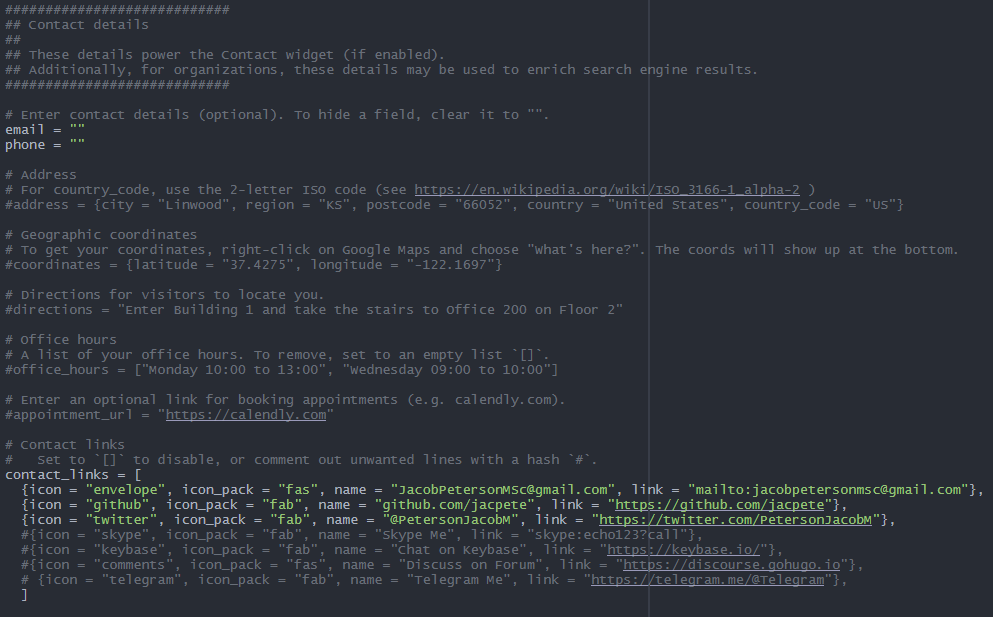 ############################
## Contact details
##
## These details power the Contact widget (if enabled).
## Additionally, for organizations, these details may be used to enrich search engine results.
############################
# Enter contact details (optional). To hide a field, clear it to "".
email = ""
phone = ""
# Address
# For country_code, use the 2-letter ISO code (see https://en.wikipedia.org/wiki/ISO_3166-1_alpha-2 )
#address = {city = "Linwood", region = "KS", postcode = "66052", country = "United States", country_code = "US"}
# Geographic coordinates
# To get your coordinates, right-click on Google Maps and choose "What's here?". The coords will show up at the bottom.
#coordinates = {latitude = "37.4275", longitude = "-122.1697"}
# Directions for visitors to locate you.
#directions = "Enter Building 1 and take the stairs to Office 200 on Floor 2"
# Office hours
# A list of your office hours. To remove, set to an empty list `[]`.
#office_hours = ["Monday 10:00 to 13:00", "Wednesday 09:00 to 10:00"]
# Enter an optional link for booking appointments (e.g. calendly.com).
#appointment_url = "https://calendly.com"
# Contact links
#   Set to `[]` to disable, or comment out unwanted lines with a hash `#`.
contact_links = [
  {icon = "envelope", icon_pack = "fas", name = "JacobPetersonMSc@gmail.com", link = "mailto:jacobpetersonmsc@gmail.com"},
  {icon = "github", icon_pack = "fab", name = "github.com/jacpete", link = "https://github.com/jacpete"},
  {icon = "twitter", icon_pack = "fab", name = "@PetersonJacobM", link = "https://twitter.com/PetersonJacobM"},
  #{icon = "skype", icon_pack = "fab", name = "Skype Me", link = "skype:echo123?call"},
  #{icon = "keybase", icon_pack = "fab", name = "Chat on Keybase", link = "https://keybase.io/"},
  #{icon = "comments", icon_pack = "fas", name = "Discuss on Forum", link = "https://discourse.gohugo.io"},
  # {icon = "telegram", icon_pack = "fab", name = "Telegram Me", link = "https://telegram.me/@Telegram"},
  ]